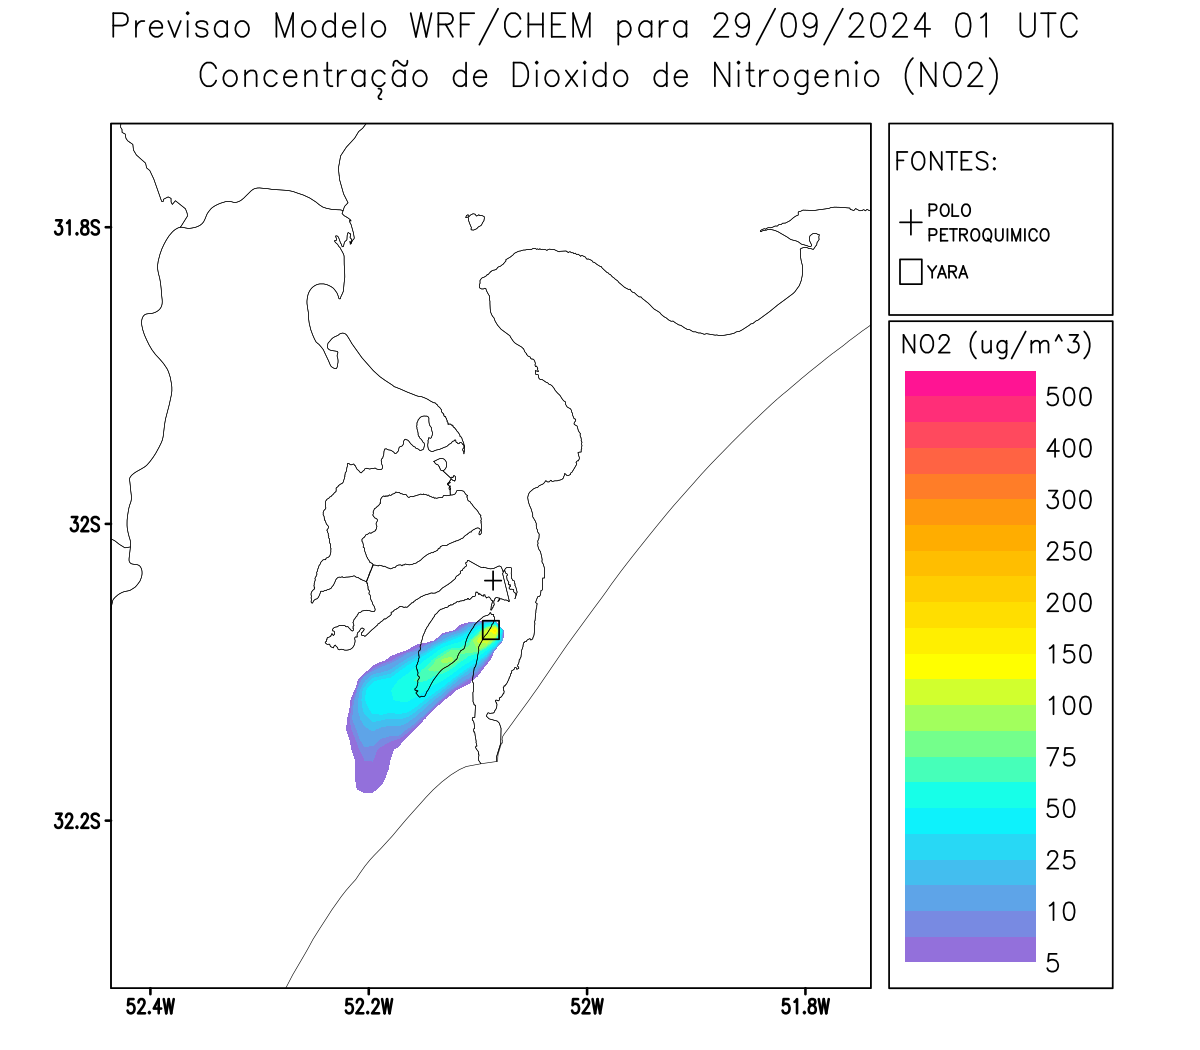 Previsao Modelo WRF/CHEM para 29/09/2024 01 UTC
Concentração de Dioxido de Nitrogenio (NO2)
FONTES:
POLO
PETROQUIMICO
YARA
NO2 (ug/m^3)
500
400
300
250
200
150
100
75
50
25
10
5
31.8S
32S
32.2S
52.4W
52.2W
52W
51.8W